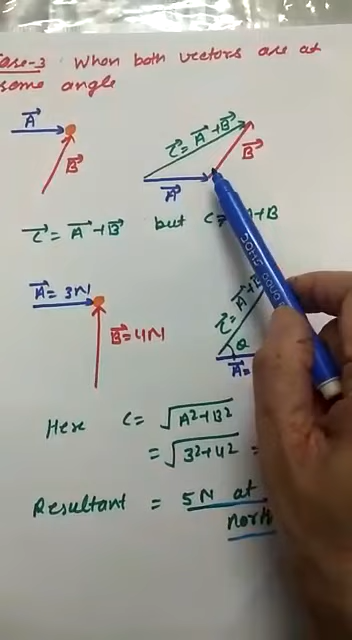 Case-3 : When both vectors are at
some angle
A⃗
B⃗
C⃗ = A⃗+B⃗
B⃗
A⃗
C⃗ = A⃗+B⃗ but C +B
A⃗ = 3N
B⃗ = 4N
C⃗ = A⃗+
θ
A⃗ =
Here C = √A²+B²
= √3²+4² =
Resultant = 5N at
north